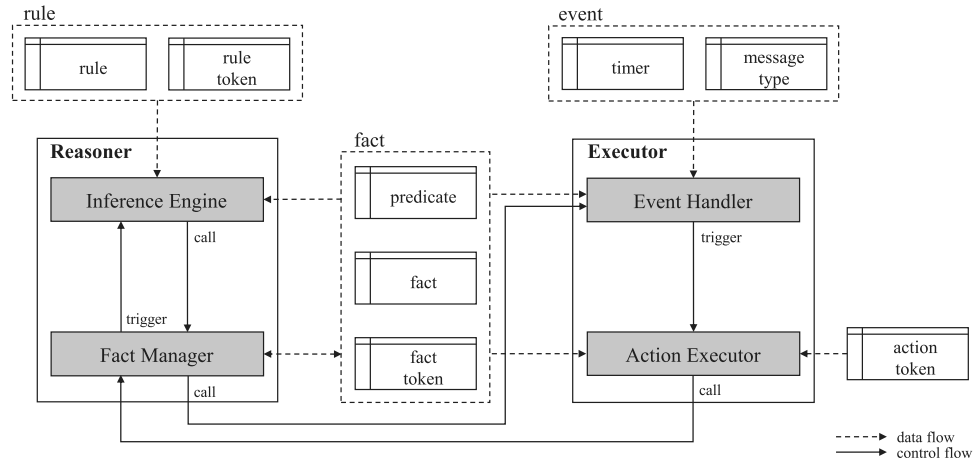 rule
event
rule
rule
token
timer
message
type
Reasoner
fact
Executor
Inference Engine
predicate
Event Handler
call
trigger
fact
trigger
Fact Manager
fact
token
Action Executor
action
token
call
call
data flow
control flow